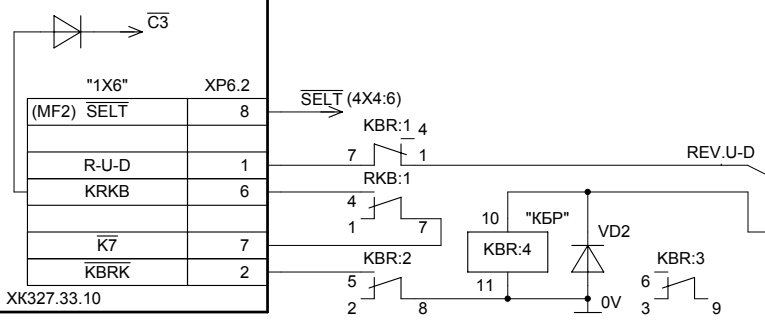 C3
"1X6" XP6.2
(MF2) SELT 8
SELT (4X4:6)
KBR:1 4
R-U-D 1
7 1
REV.U-D
KRKB 6
RKB:1
4
1 7
10 "КБР"
KBR:4
VD2
K7 7
KBRK 2
KBR:2
5
2 8
11
0V
KBR:3
6
3 9
ХК327.33.10